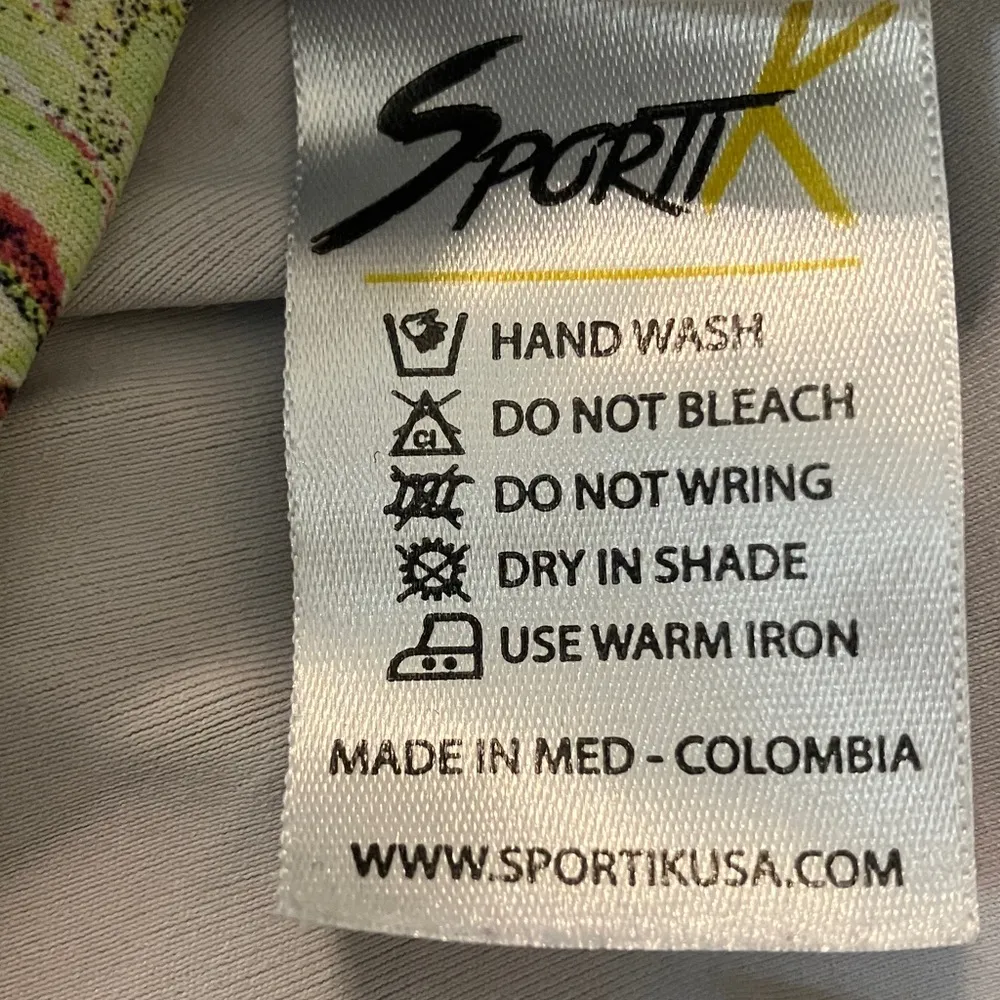 SPORTIK
HAND WASH
CL DO NOT BLEACH
DO NOT WRING
DRY IN SHADE
USE WARM IRON
MADE IN MED - COLOMBIA
WWW.SPORTIKUSA.COM